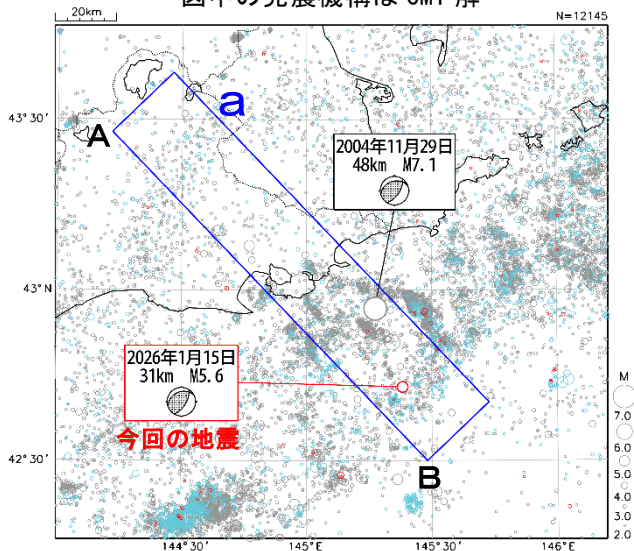 図中の発震機構は CMT 解
20km
N=12145
43°30'
43°N
42°30'
144°30'
145°E
145°30'
146°E
A
a
B
2004年11月29日
48km M7.1
2026年1月15日
31km M5.6
今回の地震
M
7.0
6.0
5.0
4.0
3.0
2.0